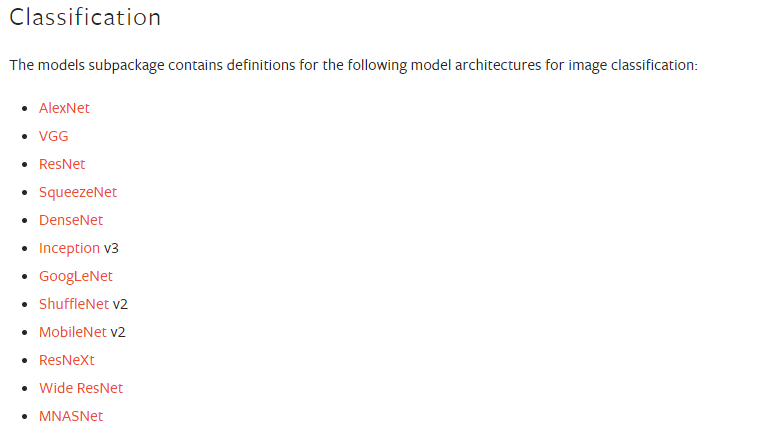 Classification
The models subpackage contains definitions for the following model architectures for image classification:
• AlexNet
• VGG
• ResNet
• SqueezeNet
• DenseNet
• Inception v3
• GoogLeNet
• ShuffleNet v2
• MobileNet v2
• ResNeXt
• Wide ResNet
• MNASNet